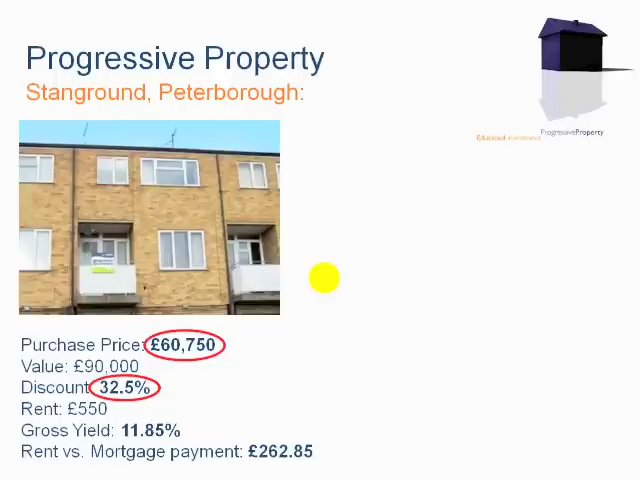 Progressive Property
Stanground, Peterborough:
Educated investment ProgressiveProperty
Purchase Price: £60,750
Value: £90,000
Discount 32.5%
Rent: £550
Gross Yield: 11.85%
Rent vs. Mortgage payment: £262.85